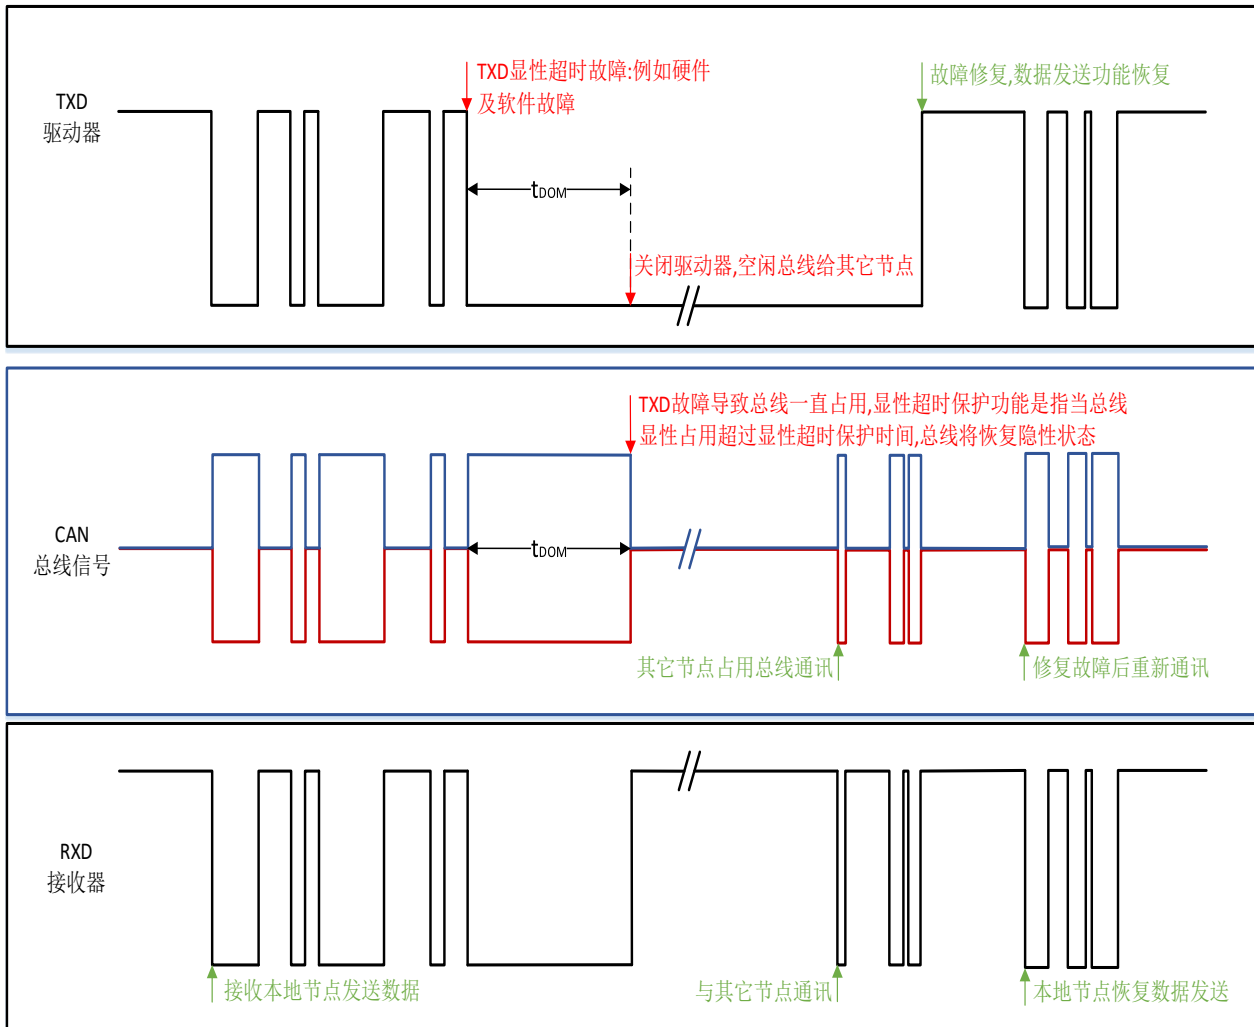 TXD
驱动器
TXD显性超时故障:例如硬件
及软件故障
故障修复,数据发送功能恢复
tDOM
关闭驱动器,空闲总线给其它节点
TXD故障导致总线一直占用,显性超时保护功能是指当总线
显性占用超过显性超时保护时间,总线将恢复隐性状态
CAN
总线信号
tDOM
其它节点占用总线通讯
修复故障后重新通讯
RXD
接收器
接收本地节点发送数据
与其它节点通讯
本地节点恢复数据发送